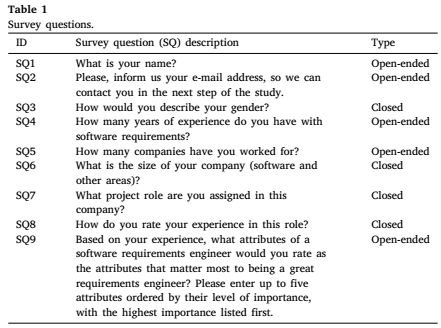 Table 1
Survey questions.
ID Survey question (SQ) description Type
SQ1 What is your name? Open-ended
SQ2 Please, inform us your e-mail address, so we can Open-ended
contact you in the next step of the study.
SQ3 How would you describe your gender? Closed
SQ4 How many years of experience do you have with Open-ended
software requirements?
SQ5 How many companies have you worked for? Open-ended
SQ6 What is the size of your company (software and Closed
other areas)?
SQ7 What project role are you assigned in this Closed
company?
SQ8 How do you rate your experience in this role? Closed
SQ9 Based on your experience, what attributes of a Open-ended
software requirements engineer would you rate as
the attributes that matter most to being a great
requirements engineer? Please enter up to five
attributes ordered by their level of importance,
with the highest importance listed first.